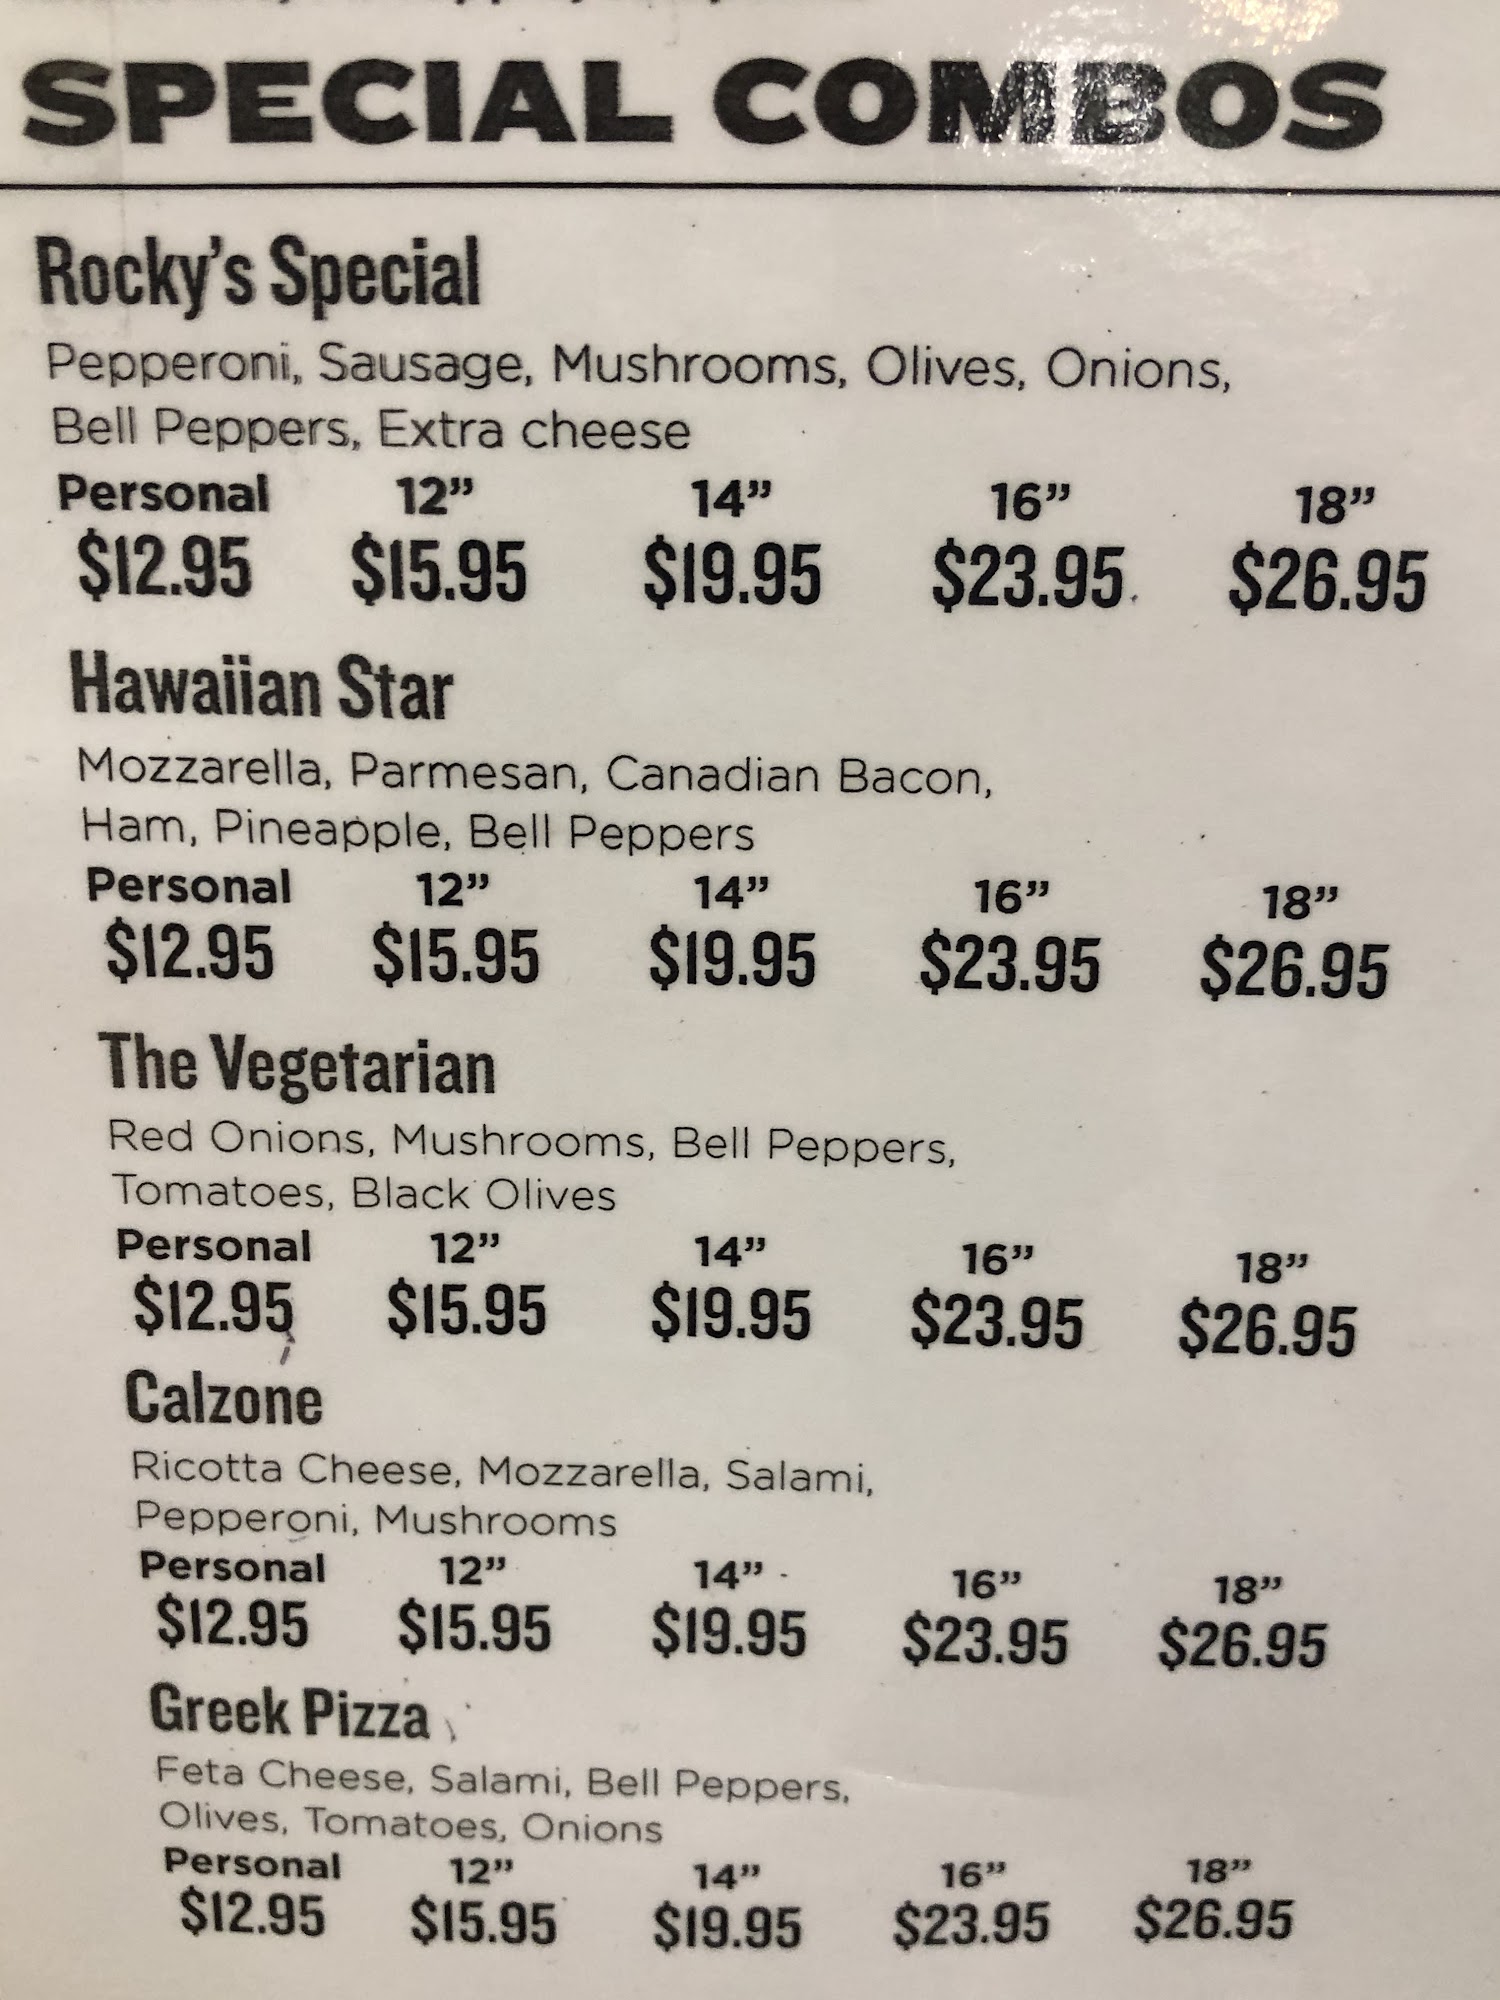 SPECIAL COMBOS
Rocky's Special
Pepperoni, Sausage, Mushrooms, Olives, Onions,
Bell Peppers, Extra cheese
Personal 12” 14” 16” 18”
$12.95 $15.95 $19.95 $23.95 $26.95
Hawaiian Star
Mozzarella, Parmesan, Canadian Bacon,
Ham, Pineapple, Bell Peppers
Personal 12” 14” 16” 18”
$12.95 $15.95 $19.95 $23.95 $26.95
The Vegetarian
Red Onions, Mushrooms, Bell Peppers,
Tomatoes, Black Olives
Personal 12” 14” 16” 18”
$12.95 $15.95 $19.95 $23.95 $26.95
Calzone
Ricotta Cheese, Mozzarella, Salami,
Pepperoni, Mushrooms
Personal 12” 14” 16” 18”
$12.95 $15.95 $19.95 $23.95 $26.95
Greek Pizza
Feta Cheese, Salami, Bell Peppers,
Olives, Tomatoes, Onions
Personal 12” 14” 16” 18”
$12.95 $15.95 $19.95 $23.95 $26.95